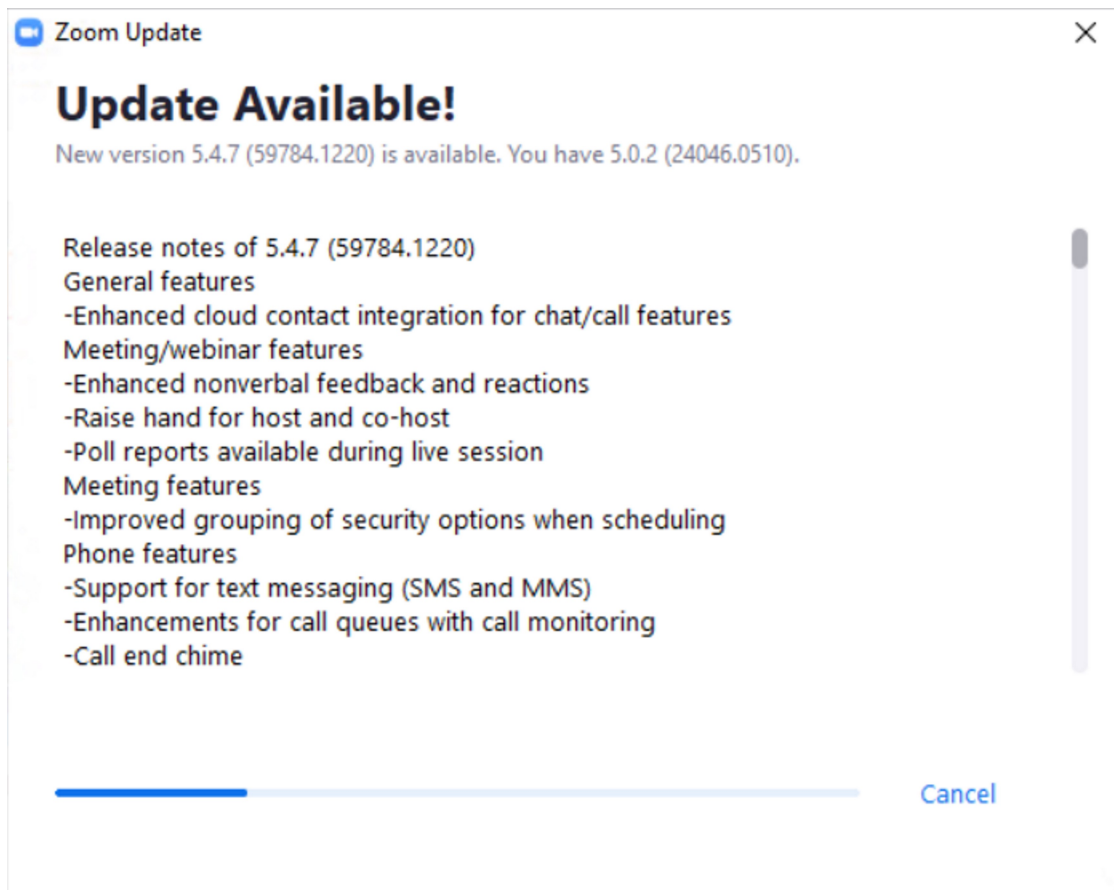 Zoom Update
Update Available!
New version 5.4.7 (59784.1220) is available. You have 5.0.2 (24046.0510).
Release notes of 5.4.7 (59784.1220)
General features
-Enhanced cloud contact integration for chat/call features
Meeting/webinar features
-Enhanced nonverbal feedback and reactions
-Raise hand for host and co-host
-Poll reports available during live session
Meeting features
-Improved grouping of security options when scheduling
Phone features
-Support for text messaging (SMS and MMS)
-Enhancements for call queues with call monitoring
-Call end chime
Cancel